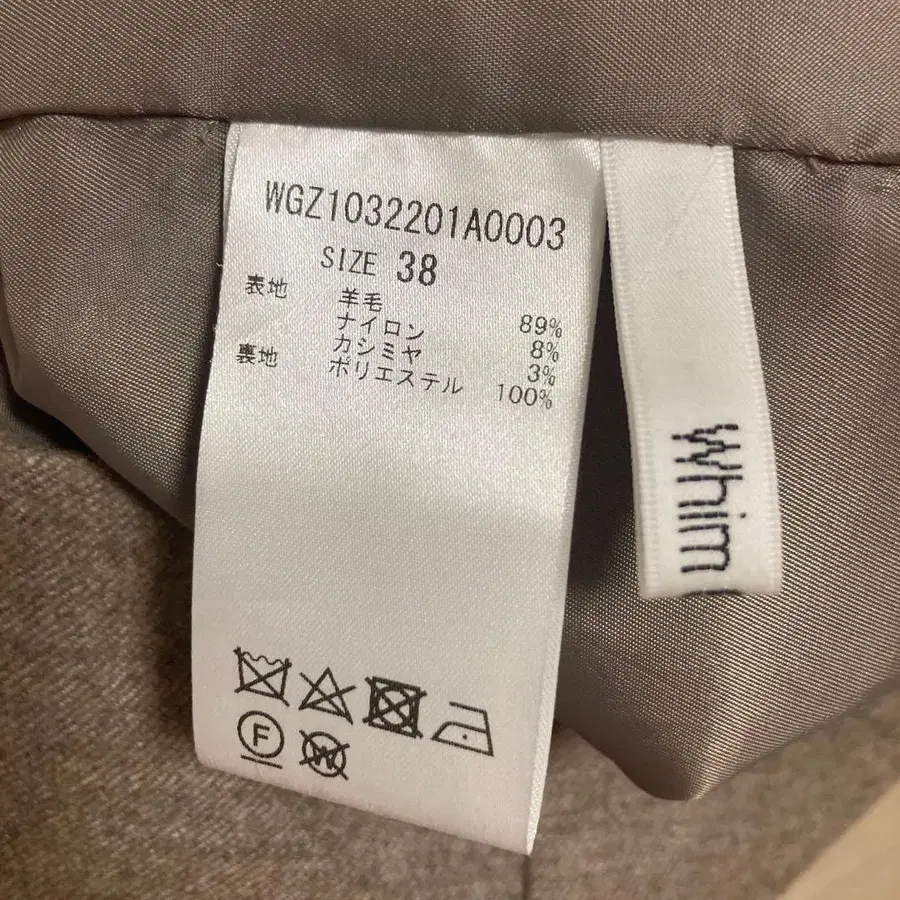 WGZ1032201A0003
SIZE 38
表地 羊毛 89%
ナイロン 8%
カシミヤ 3%
裏地 ポリエステル 100%
F
W
Whim